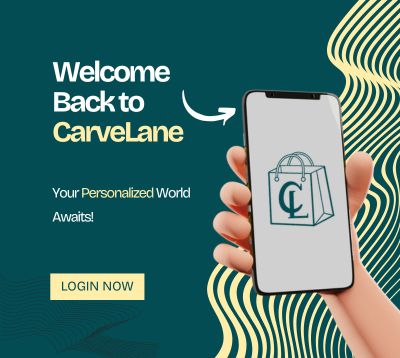 Welcome
Back to
CarveLane
Your Personalized World
Awaits!
LOGIN NOW
CL